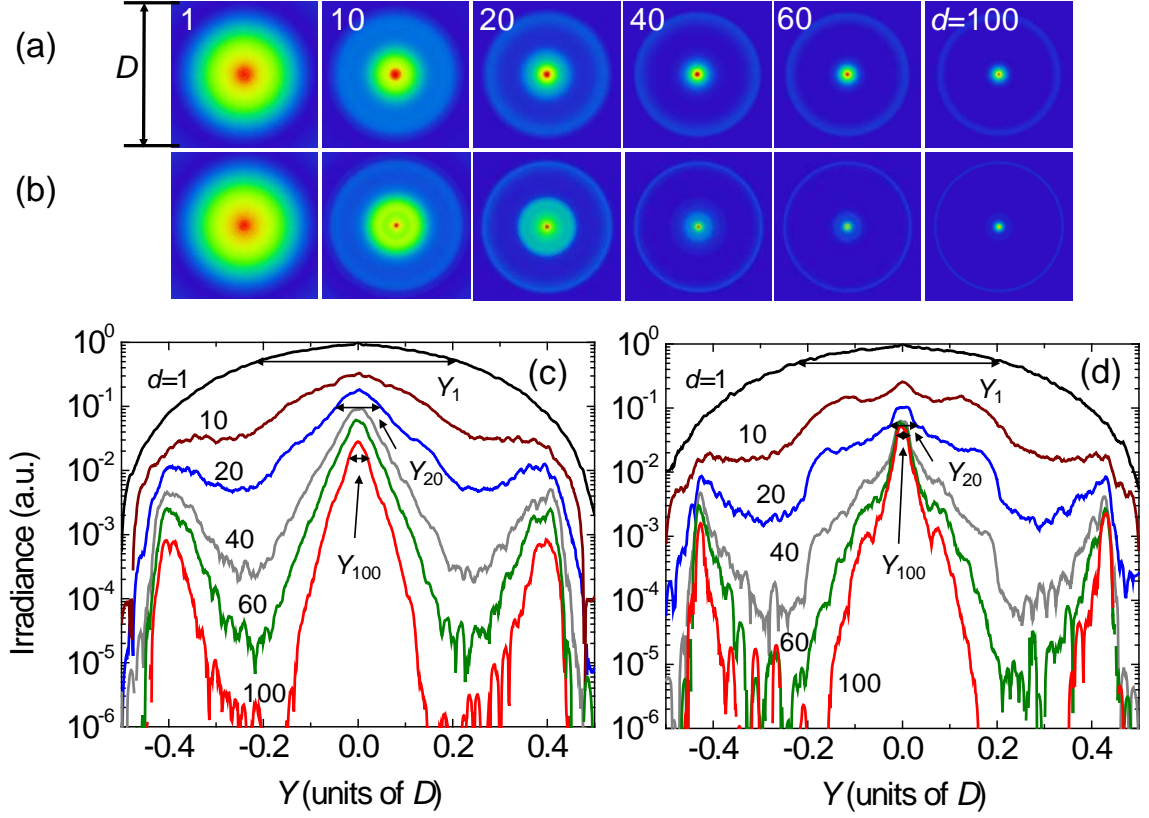 (a)
D
1
10
20
40
60
d=100
(b)
Irradiance (a.u.)
10^0
10^-1
10^-2
10^-3
10^-4
10^-5
10^-6
(c)
d=1
Y_1
10
20
Y_20
40
Y_100
60
100
-0.4 -0.2 0.0 0.2 0.4
Y (units of D)
10^0
10^-1
10^-2
10^-3
10^-4
10^-5
10^-6
(d)
d=1
Y_1
10
20
Y_20
40
Y_100
60
100
-0.4 -0.2 0.0 0.2 0.4
Y (units of D)